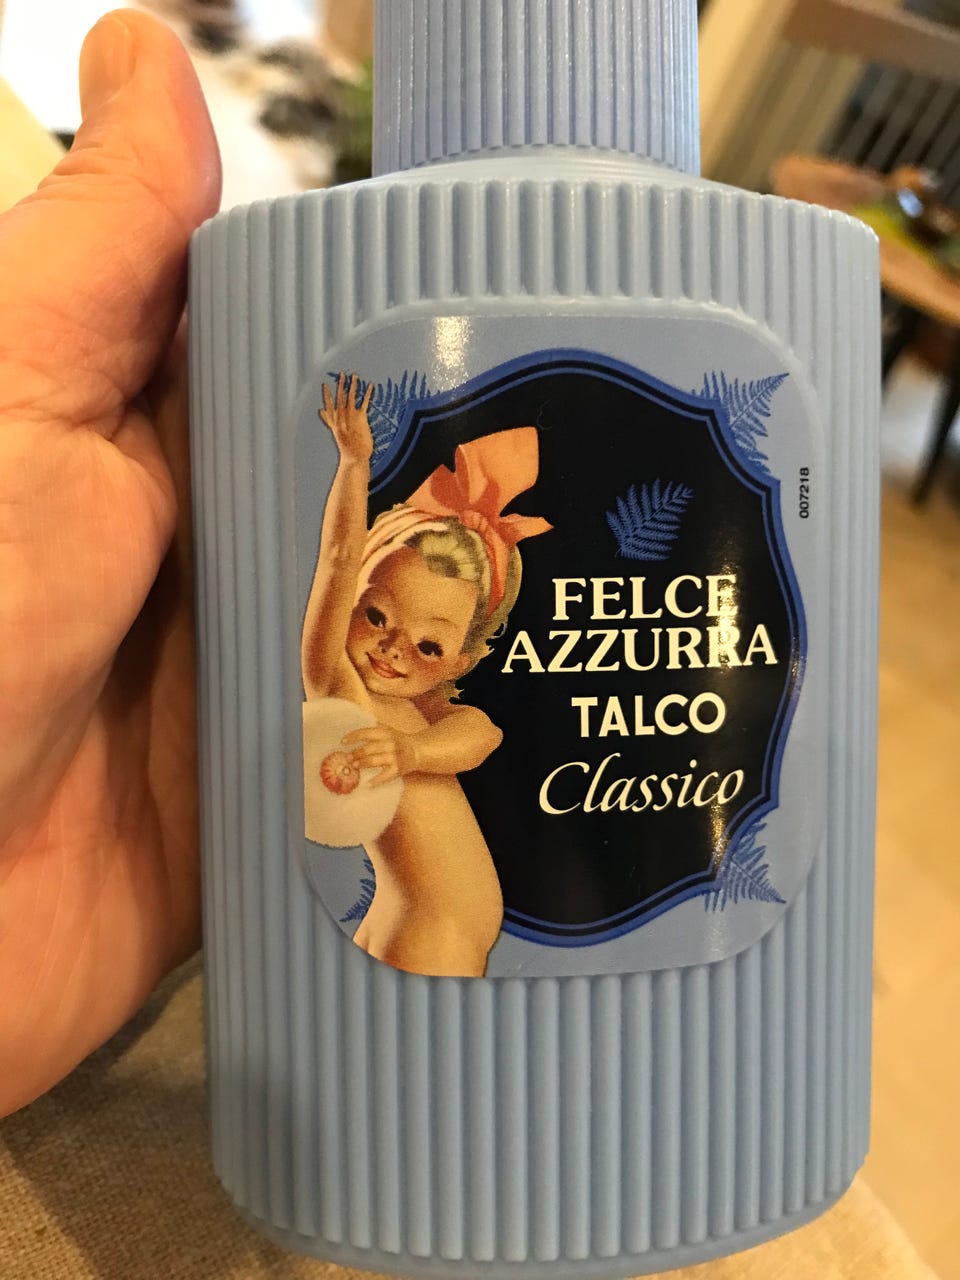 FELCE
AZZURRA
TALCO
Classico
007218